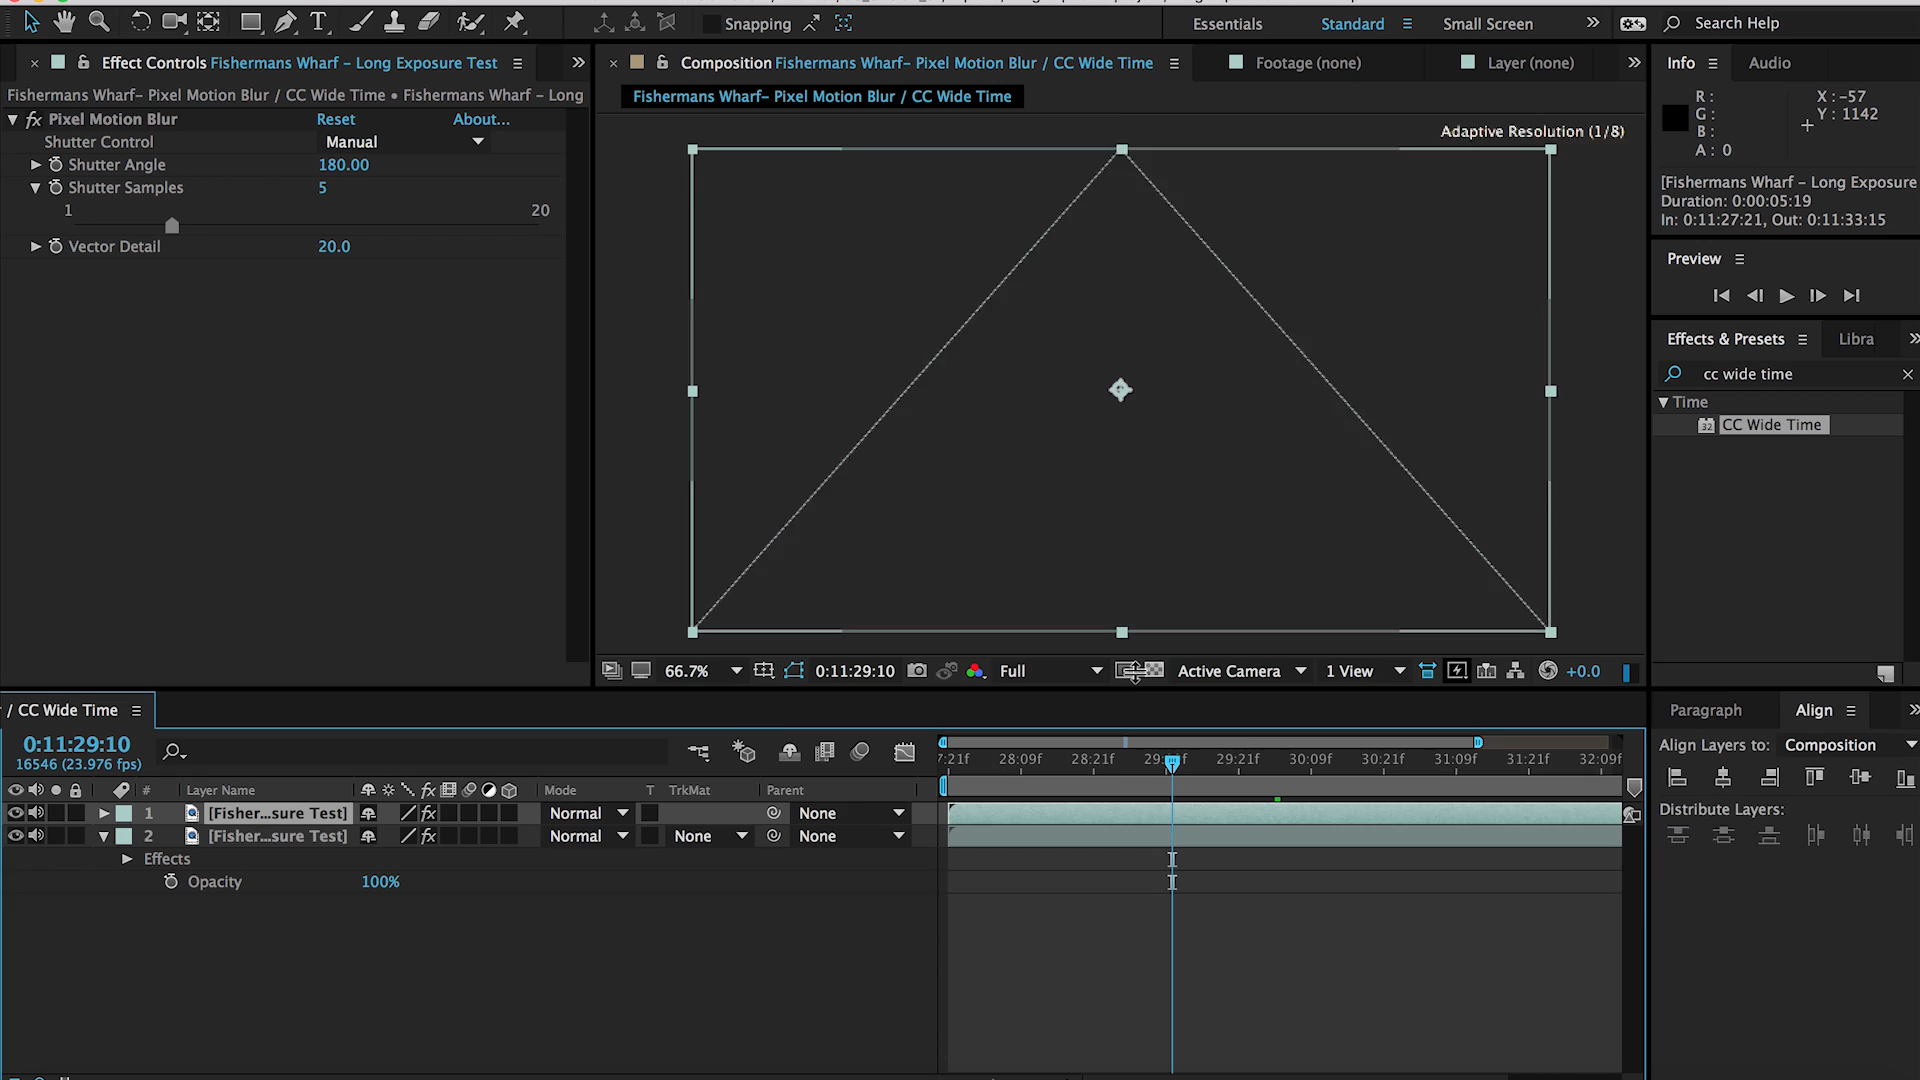 Snapping
Essentials
Standard
Small Screen
Search Help
Effect Controls Fishermans Wharf - Long Exposure Test
Composition Fishermans Wharf- Pixel Motion Blur / CC Wide Time
Footage (none)
Layer (none)
Info
Audio
Fishermans Wharf- Pixel Motion Blur / CC Wide Time • Fishermans Wharf - Long
Fishermans Wharf- Pixel Motion Blur / CC Wide Time
R :
G :
B :
A : 0
X : -57
Y : 1142
fx Pixel Motion Blur
Reset
About...
Adaptive Resolution (1/8)
Shutter Control
Manual
Shutter Angle
180.00
Shutter Samples
5
1
20
Vector Detail
20.0
[Fishermans Wharf - Long Exposure
Duration: 0:00:05:19
In: 0:11:27:21, Out: 0:11:33:15
Preview
Effects & Presets
Libra
cc wide time
Time
32 CC Wide Time
66.7%
0:11:29:10
Full
Active Camera
1 View
+0.0
/ CC Wide Time
Paragraph
Align
0:11:29:10
16546 (23.976 fps)
Align Layers to:
Composition
Distribute Layers:
7:21f
28:09f
28:21f
29:21f
30:09f
30:21f
31:09f
31:21f
32:09f
#
Layer Name
fx
Mode
T
TrkMat
Parent
1
[Fisher...sure Test]
fx
Normal
None
2
[Fisher...sure Test]
fx
Normal
None
None
Effects
Opacity
100%